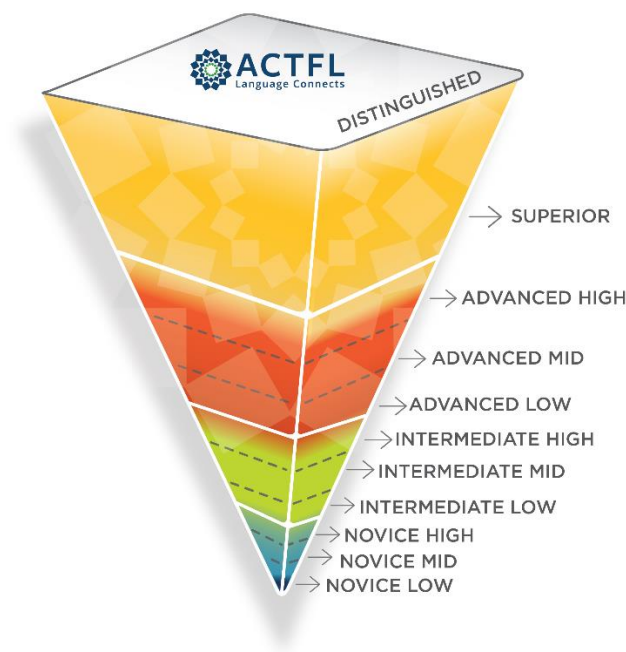 ACTFL
Language Connects
DISTINGUISHED
SUPERIOR
ADVANCED HIGH
ADVANCED MID
ADVANCED LOW
INTERMEDIATE HIGH
INTERMEDIATE MID
INTERMEDIATE LOW
NOVICE HIGH
NOVICE MID
NOVICE LOW